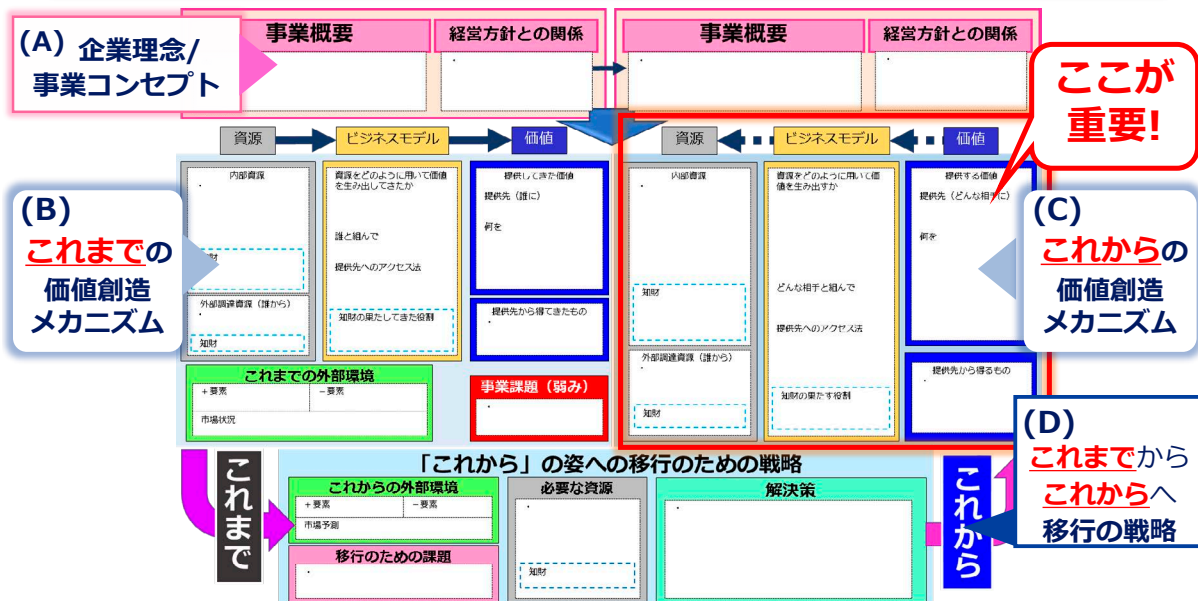 事業概要
経営方針との関係
・
・
(A) 企業理念/
事業コンセプト
事業概要
経営方針との関係
・
・
ここが
重要!
資源
ビジネスモデル
価値
資源
ビジネスモデル
価値
(B)
これまでの
価値創造
メカニズム
内部資源
・
知財
外部調達資源（誰から）
・
知財
資源をどのように用いて価値
を生み出してきたか
誰と組んで
提供先へのアクセス法
知財の果たしてきた役割
提供してきた価値
提供先（誰に）
何を
提供先から得てきたもの
・
これまでの外部環境
＋要素
－要素
市場状況
事業課題（弱み）
・
内部資源
・
知財
外部調達資源（誰から）
・
知財
資源をどのように用いて価
値を生み出すか
どんな相手と組んで
提供先へのアクセス法
知財の果たす役割
提供する価値
提供先（どんな相手に）
何を
提供先から得るもの
・
(C)
これからの
価値創造
メカニズム
「これから」の姿への移行のための戦略
これまで
これからの外部環境
＋要素
－要素
市場予測
移行のための課題
・
必要な資源
・
知財
解決策
・
これから
(D)
これまでから
これからへ
移行の戦略